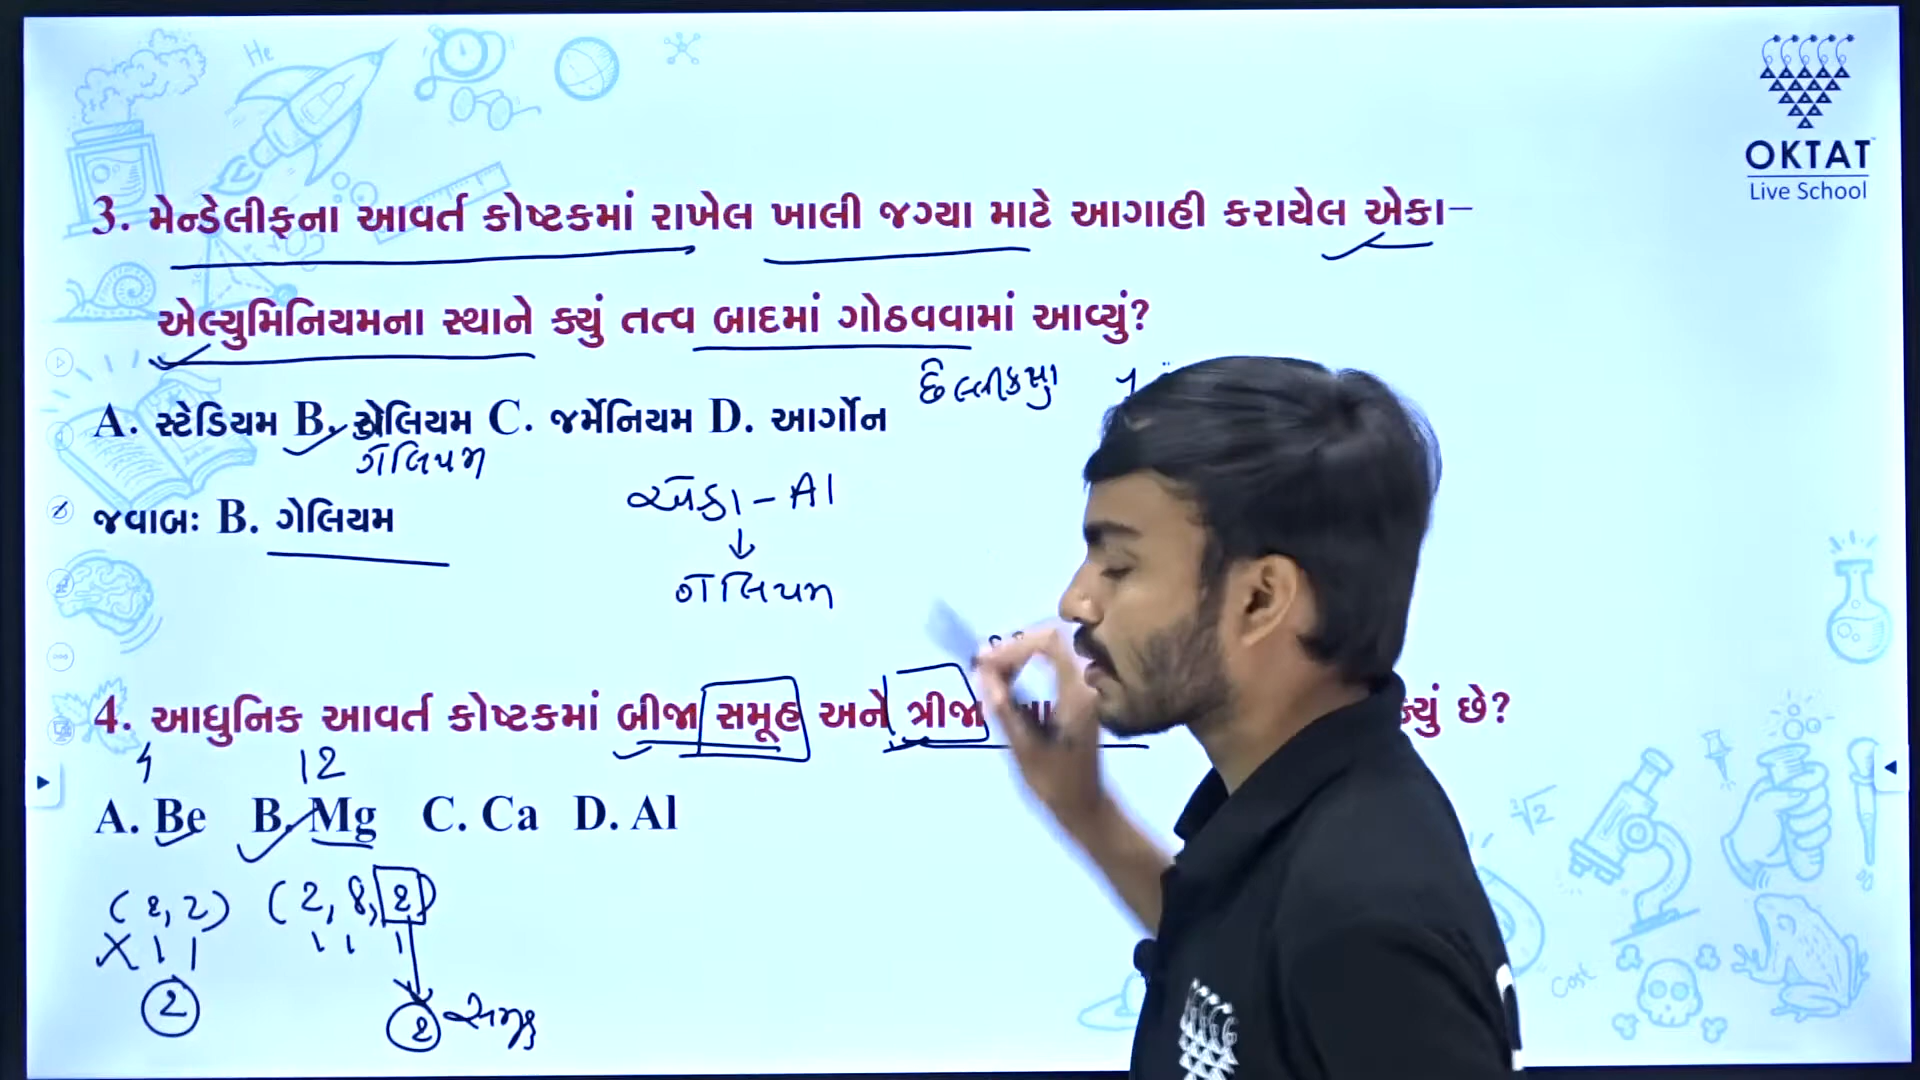 OKTAT
Live School
3. મેન્ડેલીફના આવર્ત કોષ્ટકમાં રાખેલ ખાલી જગ્યા માટે આગાહી કરાયેલ એકા–
એલ્યુમિનિયમના સ્થાને ક્યું તત્વ બાદમાં ગોઠવવામાં આવ્યું?
A. સ્ટેડિયમ B. લિયમ C. જર્મેનિયમ D. આર્ગોન
ગેલિયમ
જવાબઃ B. ગેલિયમ
એકા – Al
↓
ગેલિયમ
4. આધુનિક આવર્ત કોષ્ટકમાં બીજા સમૂહ અને ત્રીજા ક્યું છે?
4 12
A. Be B. Mg C. Ca D. Al
(2, 2) (2, 8, 2)
2
2 સમૂહ